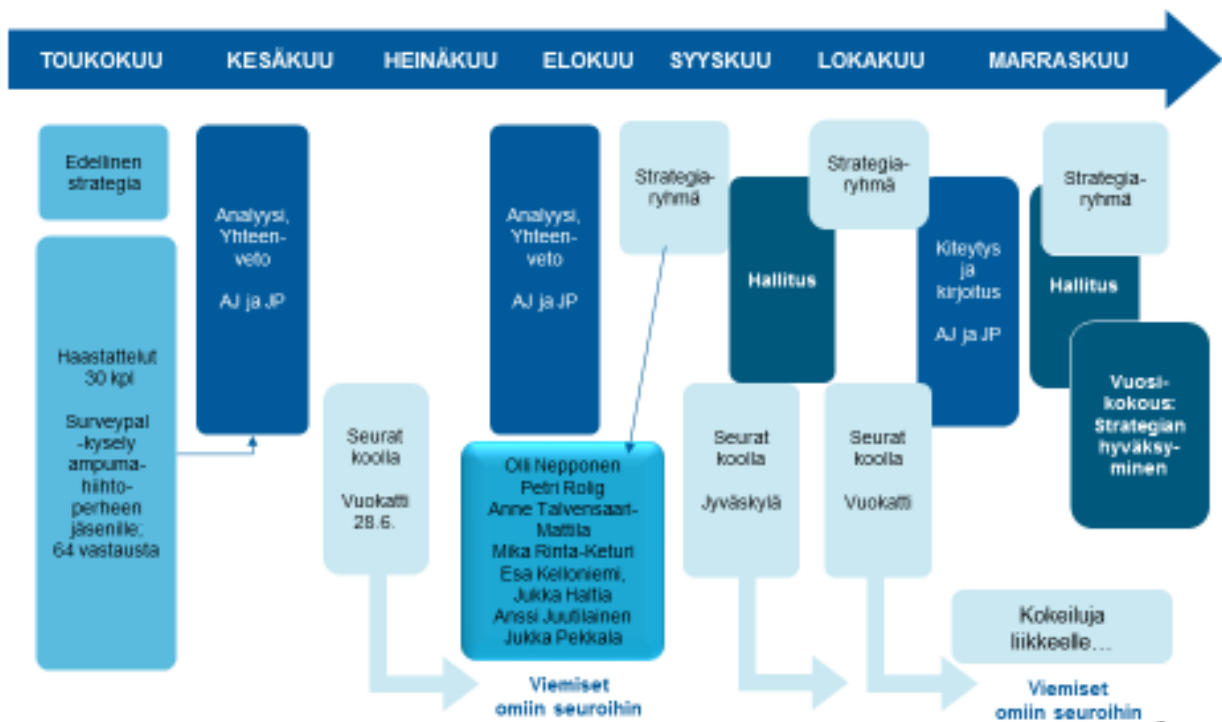 TOUKOKUU KESÄKUU HEINÄKUU ELOKUU SYYSKUU LOKAKUU MARRASKUU
Edellinen
strategia
Haastattelut
30 kpl
Surveypal
-kysely
ampuma-
hiihto-
perheen
jäsenille;
64 vastausta
Analyysi,
Yhteen-
veto
AJ ja JP
Seurat
koolla
Vuokatti
28.6.
Analyysi,
Yhteen-
veto
AJ ja JP
Olli Nepponen
Petri Rolig
Anne Talvensaari-
Mattila
Mika Rinta-Keturi
Esa Kelloniemi,
Jukka Haltia
Anssi Juutilainen
Jukka Pekkala
Viemiset
omiin seuroihin
Strategia-
ryhmä
Hallitus
Seurat
koolla
Jyväskylä
Strategia-
ryhmä
Seurat
koolla
Vuokatti
Kiteytys
ja
kirjoitus
AJ ja JP
Strategia-
ryhmä
Hallitus
Vuosi-
kokous:
Strategian
hyväksy-
minen
Kokeiluja
liikkeelle...
Viemiset
omiin seuroihin